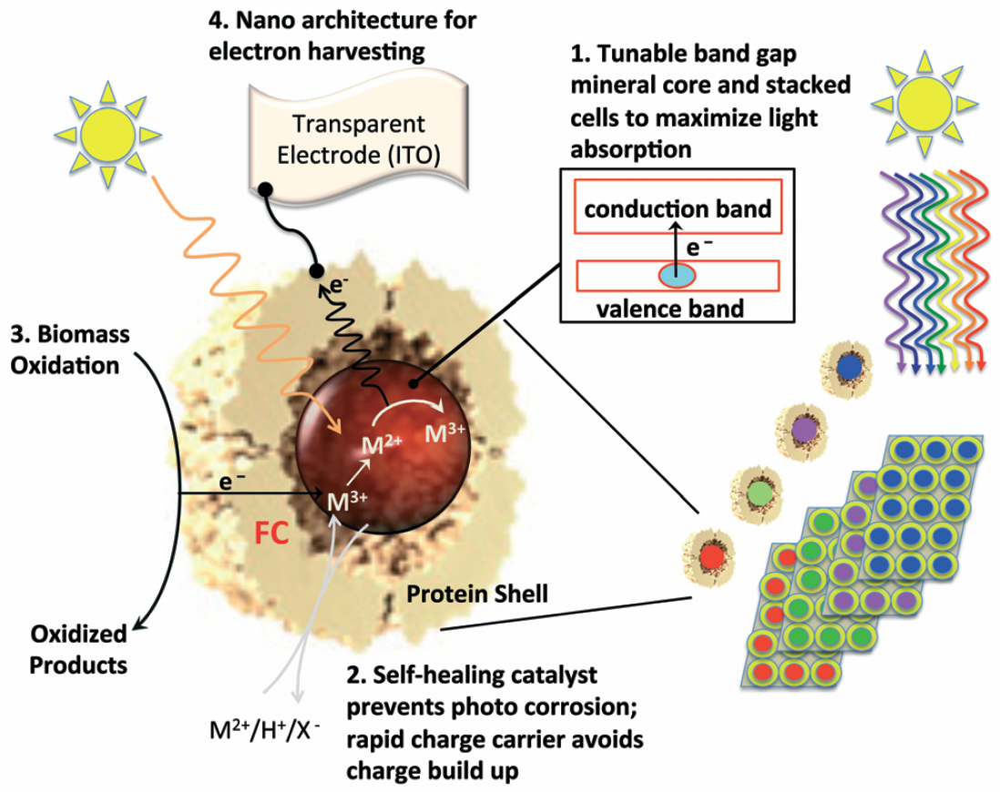 4. Nano architecture for
electron harvesting
Transparent
Electrode (ITO)
1. Tunable band gap
mineral core and stacked
cells to maximize light
absorption
conduction band
e⁻
valence band
3. Biomass
Oxidation
e⁻
M³⁺
M²⁺
e⁻
M³⁺
FC
Protein Shell
Oxidized
Products
M²⁺/H⁺/X⁻
2. Self-healing catalyst
prevents photo corrosion;
rapid charge carrier avoids
charge build up